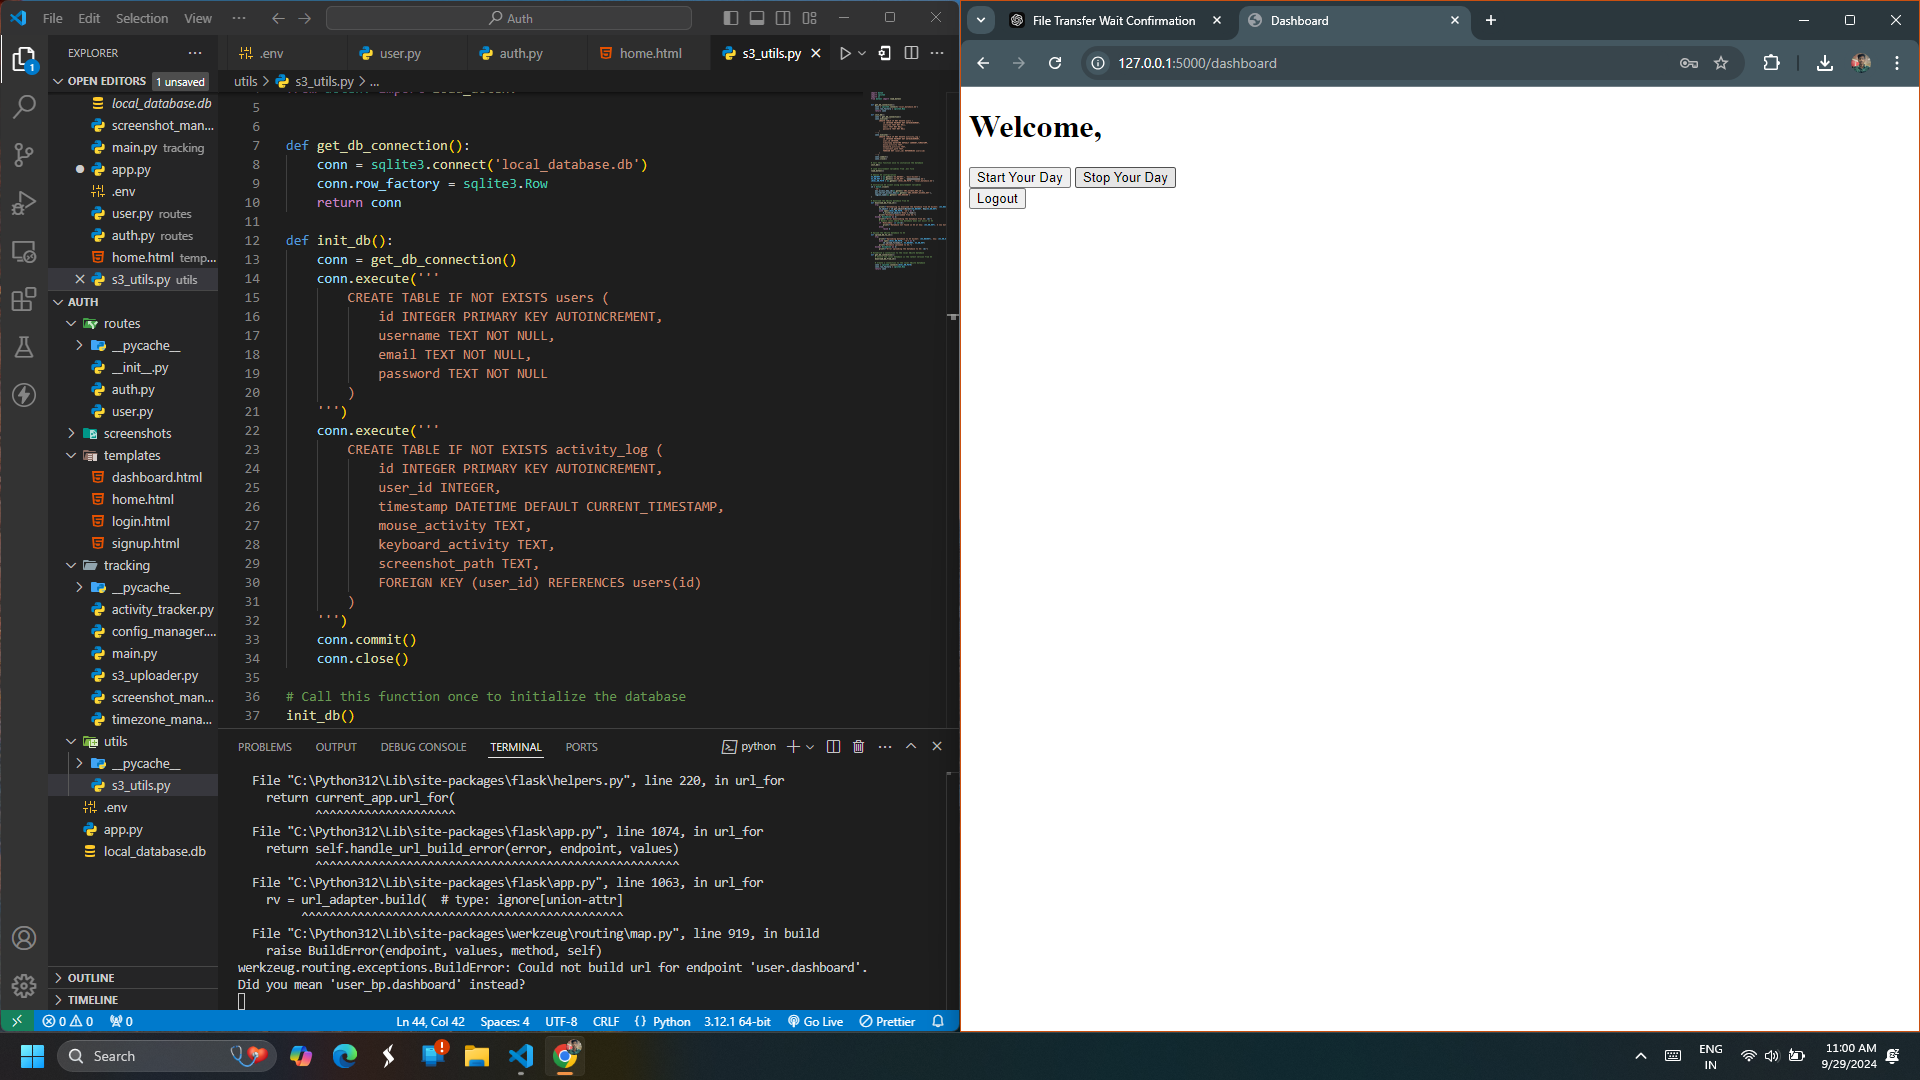 File Edit Selection View ··· Auth
EXPLORER ···
OPEN EDITORS 1 unsaved
local_database.db
screenshot_man...
main.py tracking
app.py
.env
user.py routes
auth.py routes
home.html temp...
s3_utils.py utils
AUTH
routes
__pycache__
__init__.py
auth.py
user.py
screenshots
templates
dashboard.html
home.html
login.html
signup.html
tracking
__pycache__
activity_tracker.py
config_manager....
main.py
s3_uploader.py
screenshot_man...
timezone_mana...
utils
__pycache__
s3_utils.py
.env
app.py
local_database.db
OUTLINE
TIMELINE
.env user.py auth.py home.html s3_utils.py
utils > s3_utils.py > ...
5
6
7 def get_db_connection():
8 conn = sqlite3.connect('local_database.db')
9 conn.row_factory = sqlite3.Row
10 return conn
11
12 def init_db():
13 conn = get_db_connection()
14 conn.execute('''
15 CREATE TABLE IF NOT EXISTS users (
16 id INTEGER PRIMARY KEY AUTOINCREMENT,
17 username TEXT NOT NULL,
18 email TEXT NOT NULL,
19 password TEXT NOT NULL
20 )
21 ''')
22 conn.execute('''
23 CREATE TABLE IF NOT EXISTS activity_log (
24 id INTEGER PRIMARY KEY AUTOINCREMENT,
25 user_id INTEGER,
26 timestamp DATETIME DEFAULT CURRENT_TIMESTAMP,
27 mouse_activity TEXT,
28 keyboard_activity TEXT,
29 screenshot_path TEXT,
30 FOREIGN KEY (user_id) REFERENCES users(id)
31 )
32 ''')
33 conn.commit()
34 conn.close()
35
36 # Call this function once to initialize the database
37 init_db()
PROBLEMS OUTPUT DEBUG CONSOLE TERMINAL PORTS python
File "C:\Python312\Lib\site-packages\flask\helpers.py", line 220, in url_for
return current_app.url_for(
^^^^^^^^^^^^^^^^^^^^
File "C:\Python312\Lib\site-packages\flask\app.py", line 1074, in url_for
return self.handle_url_build_error(error, endpoint, values)
^^^^^^^^^^^^^^^^^^^^^^^^^^^^^^^^^^^^^^^^^^^^^^^^^^^^
File "C:\Python312\Lib\site-packages\flask\app.py", line 1063, in url_for
rv = url_adapter.build(  # type: ignore[union-attr]
^^^^^^^^^^^^^^^^^^^^^^^^^^^^^^^^^^^^^^^^^^^^^^
File "C:\Python312\Lib\site-packages\werkzeug\routing\map.py", line 919, in build
raise BuildError(endpoint, values, method, self)
werkzeug.routing.exceptions.BuildError: Could not build url for endpoint 'user.dashboard'.
Did you mean 'user_bp.dashboard' instead?
0 0 0 Ln 44, Col 42 Spaces: 4 UTF-8 CRLF {} Python 3.12.1 64-bit Go Live Prettier
File Transfer Wait Confirmation Dashboard
127.0.0.1:5000/dashboard
Welcome,
Start Your Day Stop Your Day
Logout
Search
ENG
IN
11:00 AM
9/29/2024